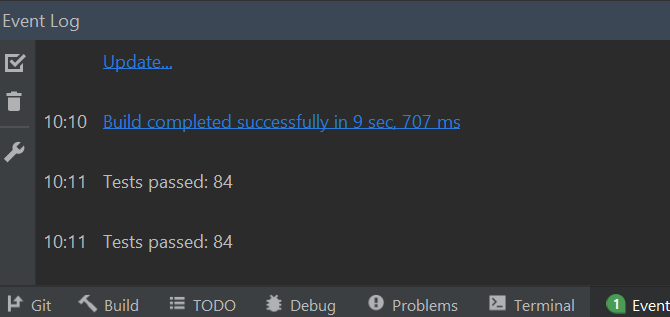 Event Log
Update...
10:10 Build completed successfully in 9 sec, 707 ms
10:11 Tests passed: 84
10:11 Tests passed: 84
Git Build TODO Debug Problems Terminal 1 Event